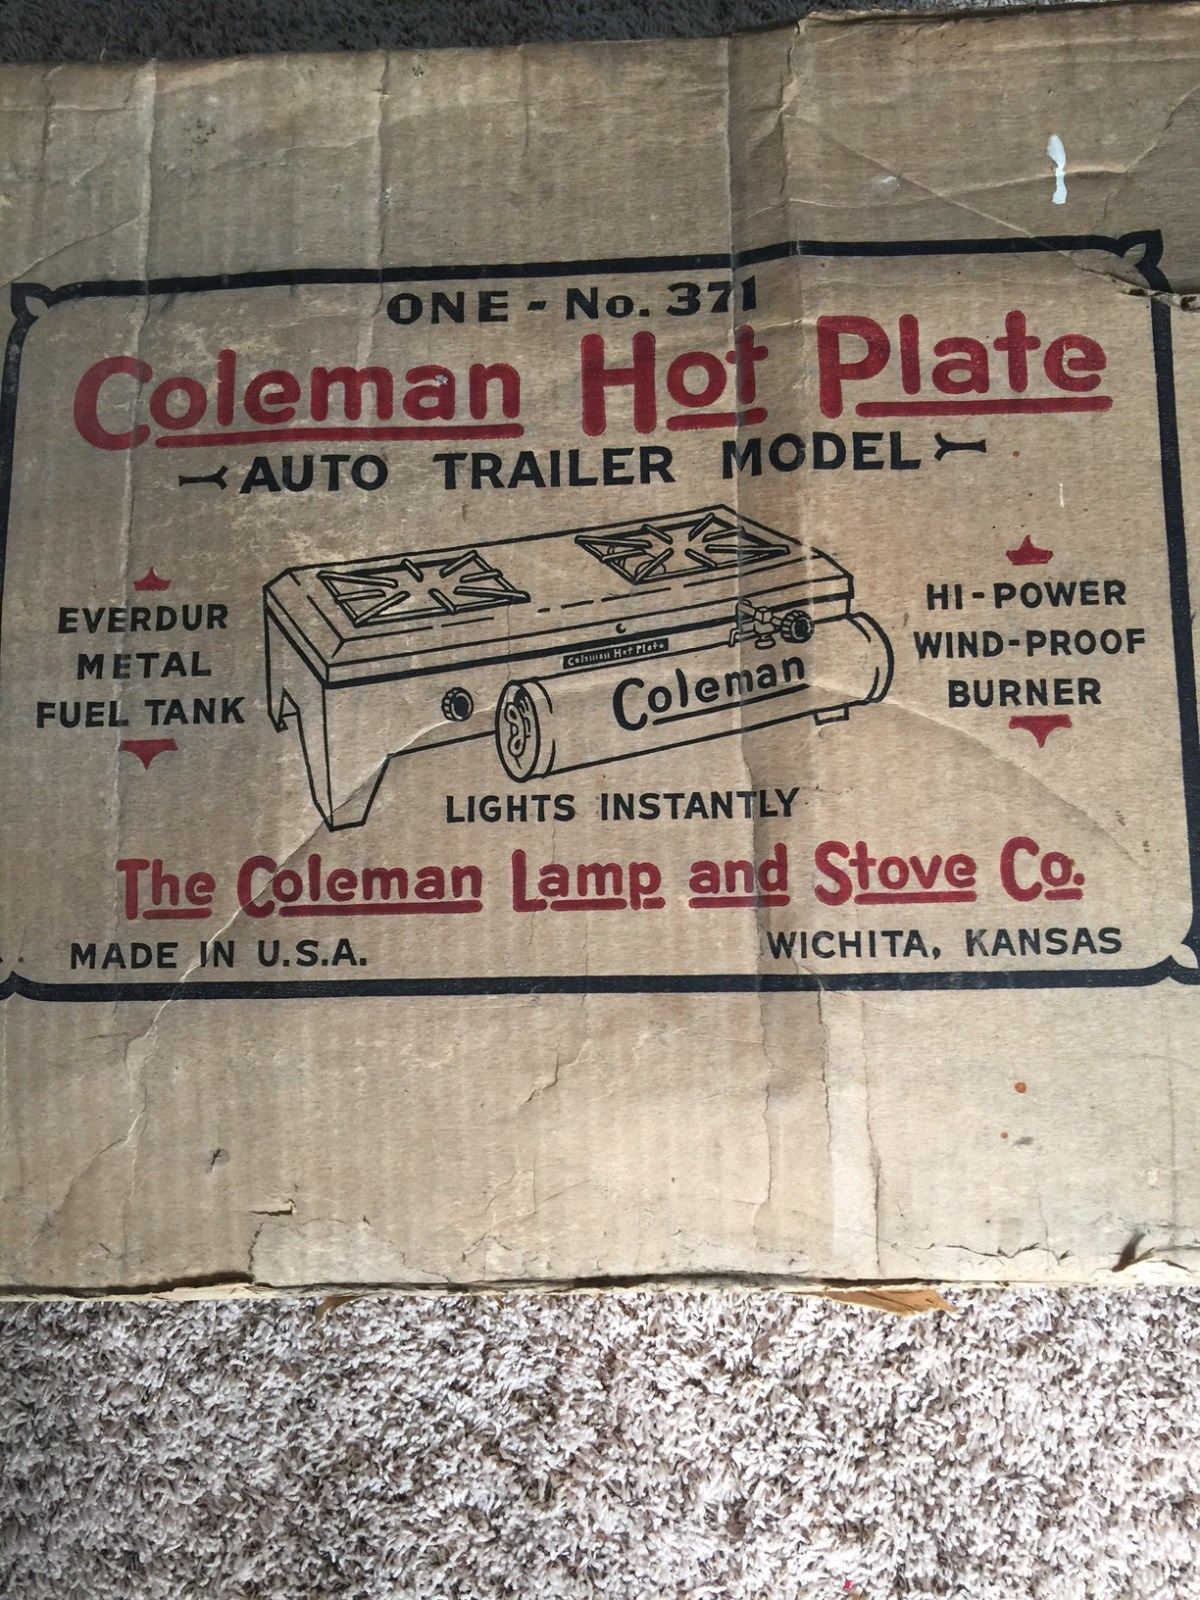 ONE - No. 371
Coleman Hot Plate
AUTO TRAILER MODEL
EVERDUR
METAL
FUEL TANK
Coleman Hot Plate
Coleman
HI-POWER
WIND-PROOF
BURNER
LIGHTS INSTANTLY
The Coleman Lamp and Stove Co.
MADE IN U.S.A.
WICHITA, KANSAS